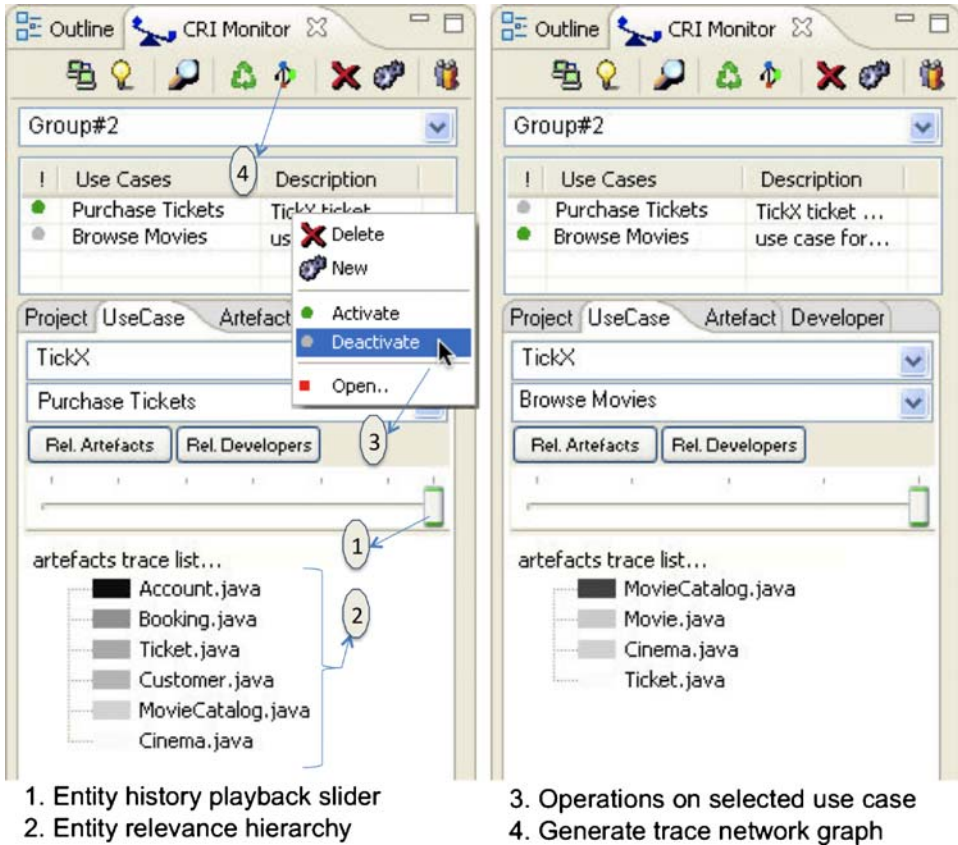 Outline CRI Monitor
Group#2
! Use Cases Description
Purchase Tickets TickX ticket
Browse Movies us
Delete
New
Activate
Deactivate
Open..
Project UseCase Artefact
TickX
Purchase Tickets
Rel. Artefacts Rel. Developers
artefacts trace list...
Account.java
Booking.java
Ticket.java
Customer.java
MovieCatalog.java
Cinema.java
4
3
1
2
Outline CRI Monitor
Group#2
! Use Cases Description
Purchase Tickets TickX ticket ...
Browse Movies use case for...
Project UseCase Artefact Developer
TickX
Browse Movies
Rel. Artefacts Rel. Developers
artefacts trace list...
MovieCatalog.java
Movie.java
Cinema.java
Ticket.java
1. Entity history playback slider
2. Entity relevance hierarchy
3. Operations on selected use case
4. Generate trace network graph